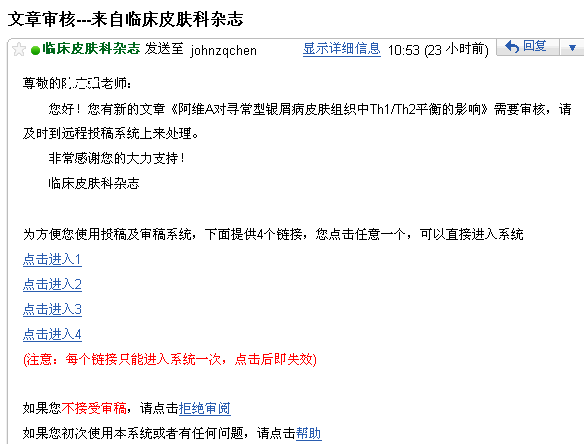 文章审核---来自临床皮肤科杂志
临床皮肤科杂志 发送至 johnzqchen 显示详细信息 10:53 (23 小时前) 回复
尊敬的老师：
您好！您有新的文章《阿维A对寻常型银屑病皮肤组织中Th1/Th2平衡的影响》需要审核，请
及时到远程投稿系统上来处理。
非常感谢您的大力支持！
临床皮肤科杂志
为方便您使用投稿及审稿系统，下面提供4个链接，您点击任意一个，可以直接进入系统
点击进入1
点击进入2
点击进入3
点击进入4
(注意：每个链接只能进入系统一次，点击后即失效)
如果您不接受审稿，请点击拒绝审阅
如果您初次使用本系统或者有任何问题，请点击帮助